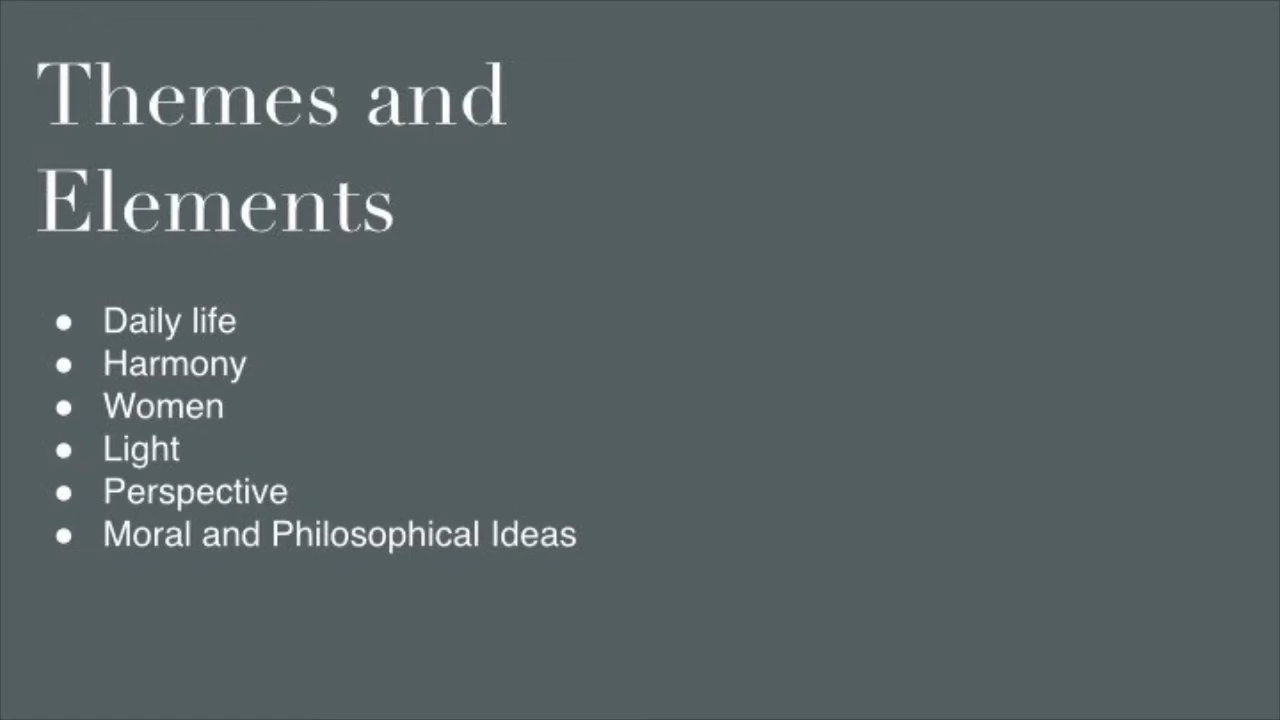 Themes and
Elements
● Daily life
● Harmony
● Women
● Light
● Perspective
● Moral and Philosophical Ideas